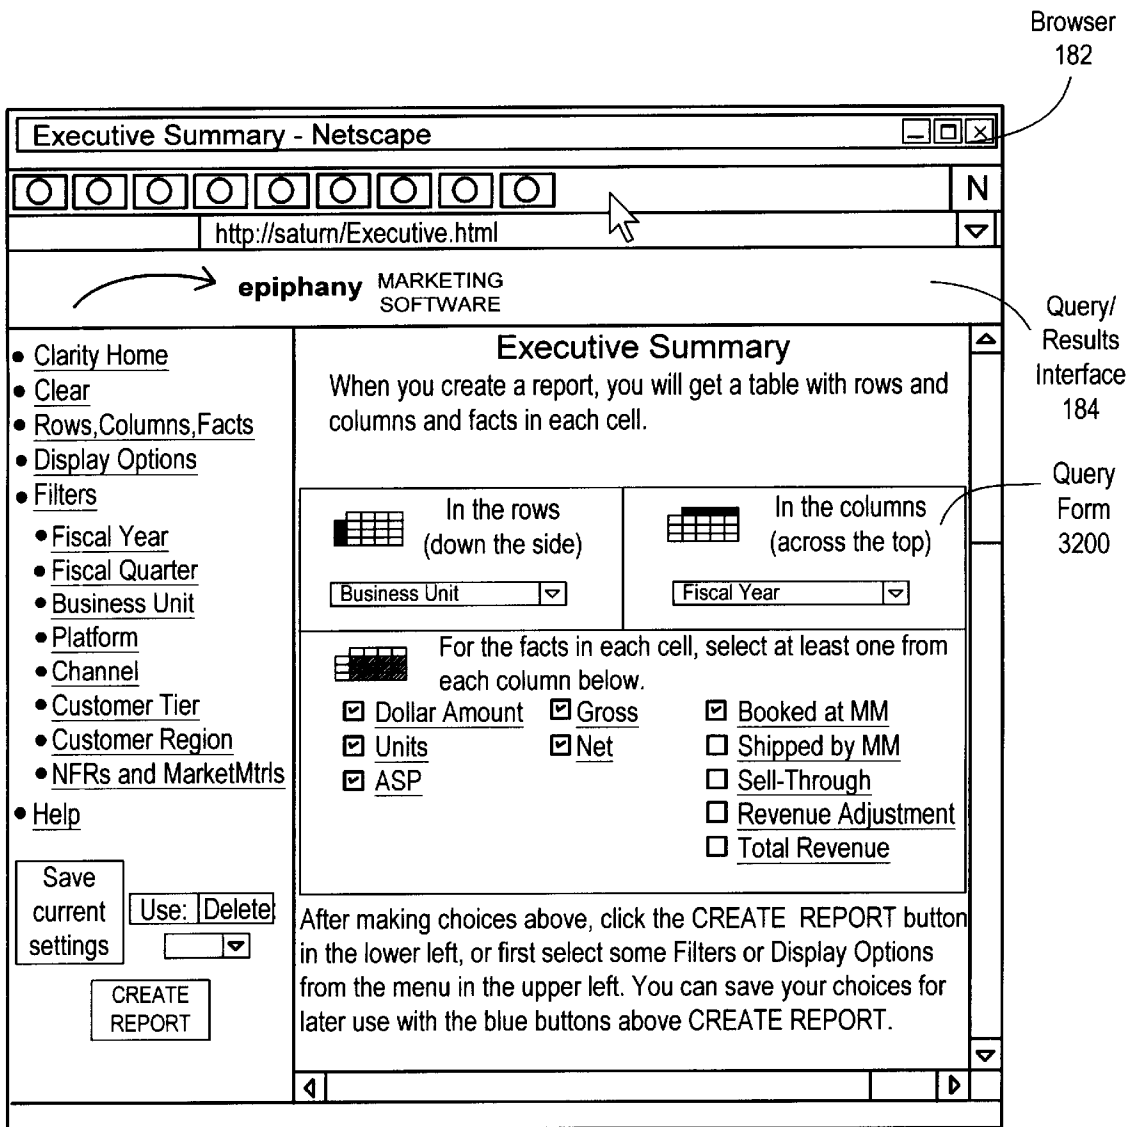 Browser
182
Executive Summary - Netscape
N
http://saturn/Executive.html
epiphany MARKETING
SOFTWARE
Query/
Results
Interface
184
Query
Form
3200
Clarity Home
Clear
Rows,Columns,Facts
Display Options
Filters
Fiscal Year
Fiscal Quarter
Business Unit
Platform
Channel
Customer Tier
Customer Region
NFRs and MarketMtrls
Help
Save
current
settings
Use: Delete
CREATE
REPORT
Executive Summary
When you create a report, you will get a table with rows and
columns and facts in each cell.
In the rows
(down the side)
Business Unit
In the columns
(across the top)
Fiscal Year
For the facts in each cell, select at least one from
each column below.
Dollar Amount
Units
ASP
Gross
Net
Booked at MM
Shipped by MM
Sell-Through
Revenue Adjustment
Total Revenue
After making choices above, click the CREATE REPORT button
in the lower left, or first select some Filters or Display Options
from the menu in the upper left. You can save your choices for
later use with the blue buttons above CREATE REPORT.